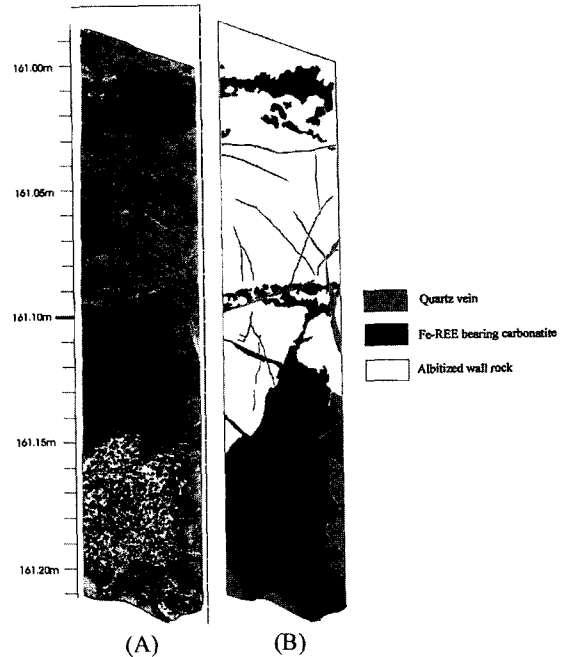 161.00m
161.05m
161.10m
161.15m
161.20m
Quartz vein
Fe-REE bearing carbonatite
Albitized wall rock
(A)
(B)